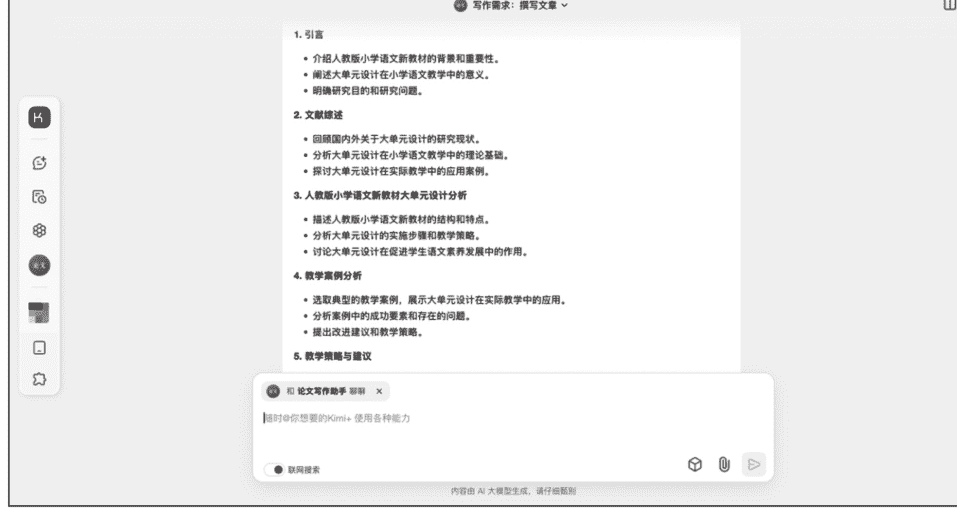 写作需求：撰写文章
1. 引言
• 介绍人教版小学语文新教材的背景和重要性。
• 阐述大单元设计在小学语文教学中的意义。
• 明确研究目的和研究问题。
2. 文献综述
• 回顾国内外关于大单元设计的研究现状。
• 分析大单元设计在小学语文教学中的理论基础。
• 探讨大单元设计在实际教学中的应用案例。
3. 人教版小学语文新教材大单元设计分析
• 描述人教版小学语文新教材的结构和特点。
• 分析大单元设计的实施步骤和教学策略。
• 讨论大单元设计在促进学生语文素养发展中的作用。
4. 教学案例分析
• 选取典型的教学案例，展示大单元设计在实际教学中的应用。
• 分析案例中的成功要素和存在的问题。
• 提出改进建议和教学策略。
5. 教学策略与建议
和 论文写作助手 聊聊 ×
随时@你想要的Kimi+ 使用各种能力
联网搜索
内容由 AI 大模型生成，请仔细甄别
K
论文